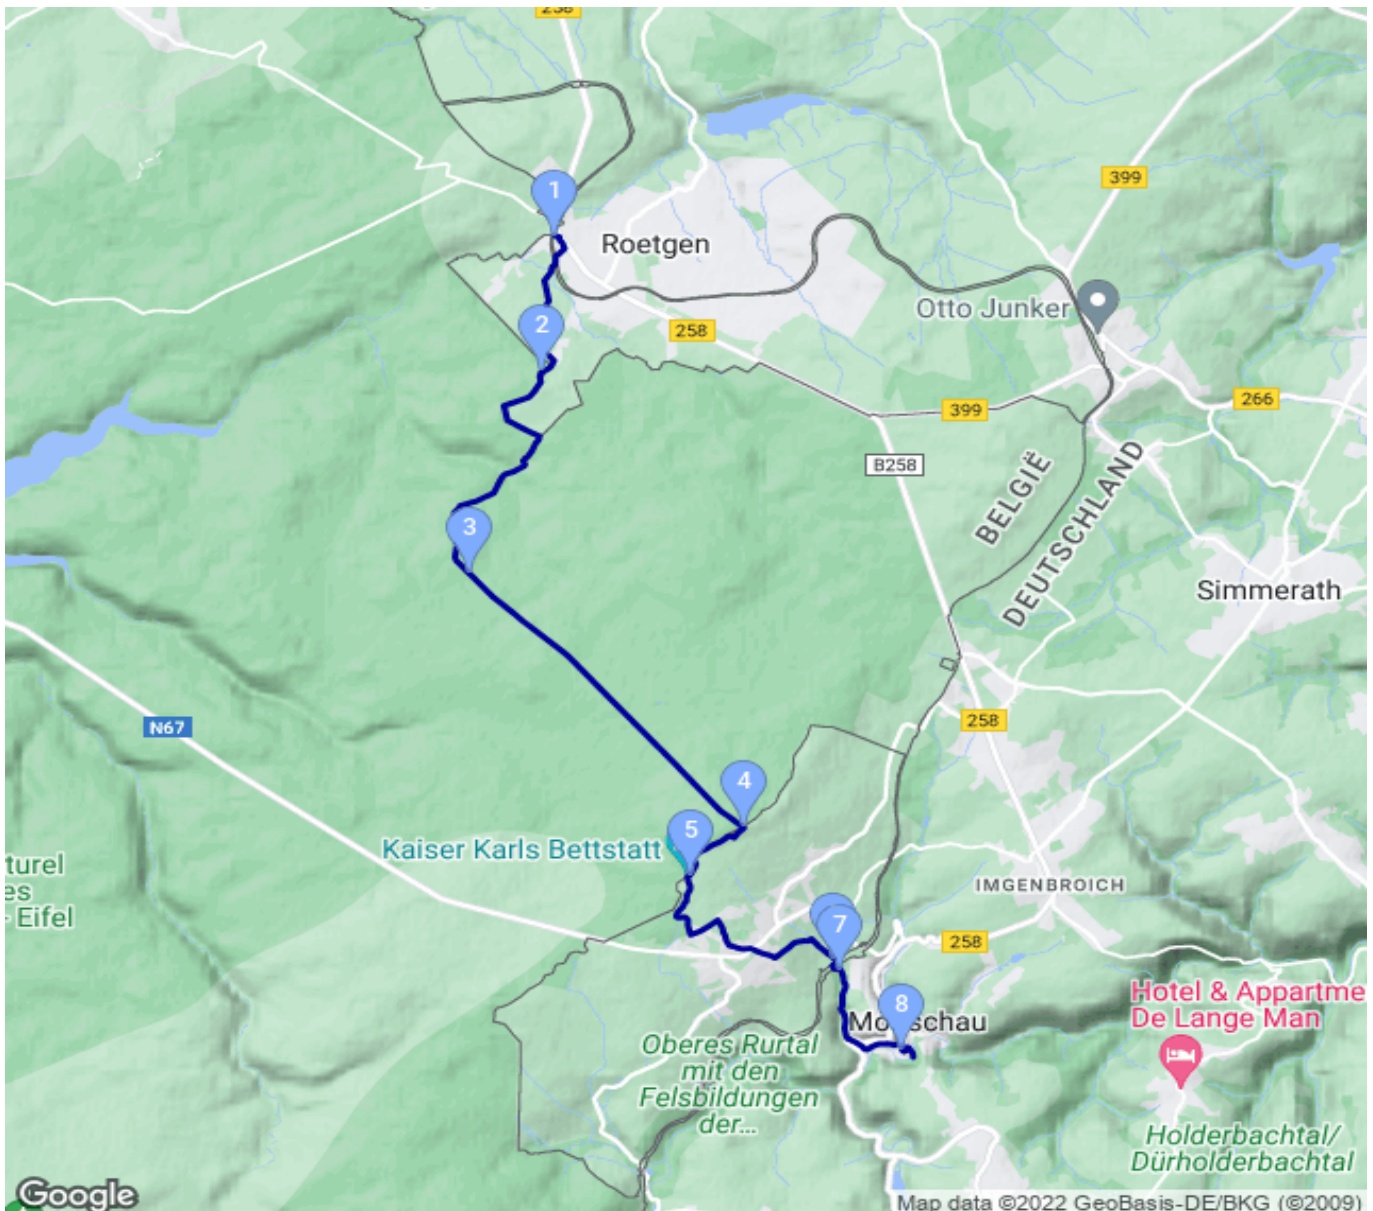 258
1
399
Roetgen
Otto Junker
2
258
266
399
B258
BELGIË
DEUTSCHLAND
3
Simmerath
N67
258
4
5
Kaiser Karls Bettstatt
turel
es
- Eifel
IMGENBROICH
7
258
Hotel & Appartme
De Lange Man
8
Oberes Rurtal
mit den
Felsbildungen
der...
Holderbachtal/
Dürholderbachtal
Google
Map data ©2022 GeoBasis-DE/BKG (©2009)